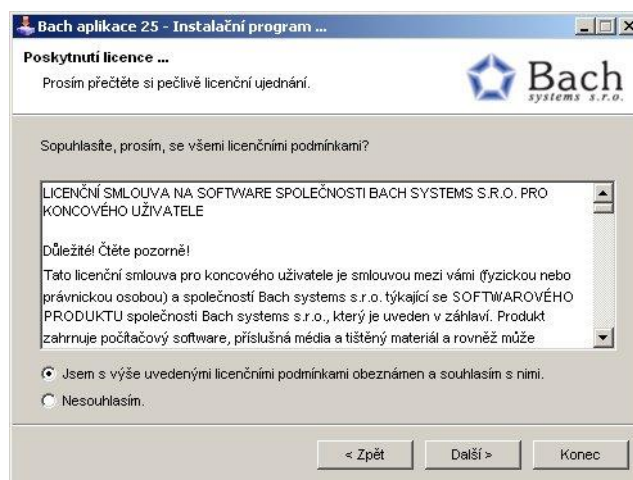 Bach aplikace 25 - Instalační program ...
Poskytnutí licence ...
Prosím přečtěte si pečlivě licenční ujednání.
Bach
systems s.r.o.
Sopuhlasíte, prosím, se všemi licenčními podmínkami?
LICENČNÍ SMLOUVA NA SOFTWARE SPOLEČNOSTI BACH SYSTEMS S.R.O. PRO
KONCOVÉHO UŽIVATELE
Důležité! Čtěte pozorně!
Tato licenční smlouva pro koncového uživatele je smlouvou mezi vámi (fyzickou nebo
právnickou osobou) a společností Bach systems s.r.o. týkající se SOFTWAROVÉHO
PRODUKTU společnosti Bach systems s.r.o., který je uveden v záhlaví. Produkt
zahrnuje počítačový software, příslušná média a tištěný materiál a rovněž může
Jsem s výše uvedenými licenčními podmínkami obeznámen a souhlasím s nimi.
Nesouhlasím.
< Zpět
Další >
Konec